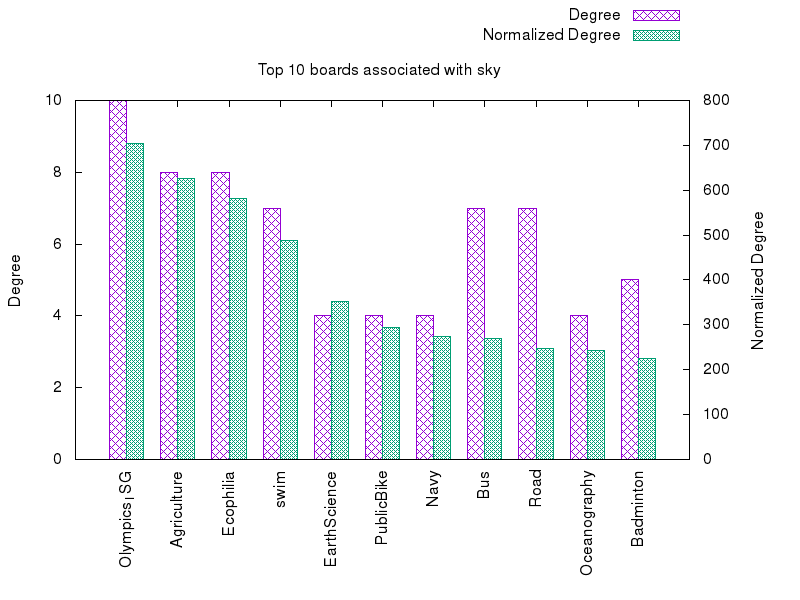 Degree
Normalized Degree
Top 10 boards associated with sky
10
8
6
4
2
0
800
700
600
500
400
300
200
100
0
Degree
Normalized Degree
Olympics|SG
Agriculture
Ecophilia
swim
EarthScience
PublicBike
Navy
Bus
Road
Oceanography
Badminton